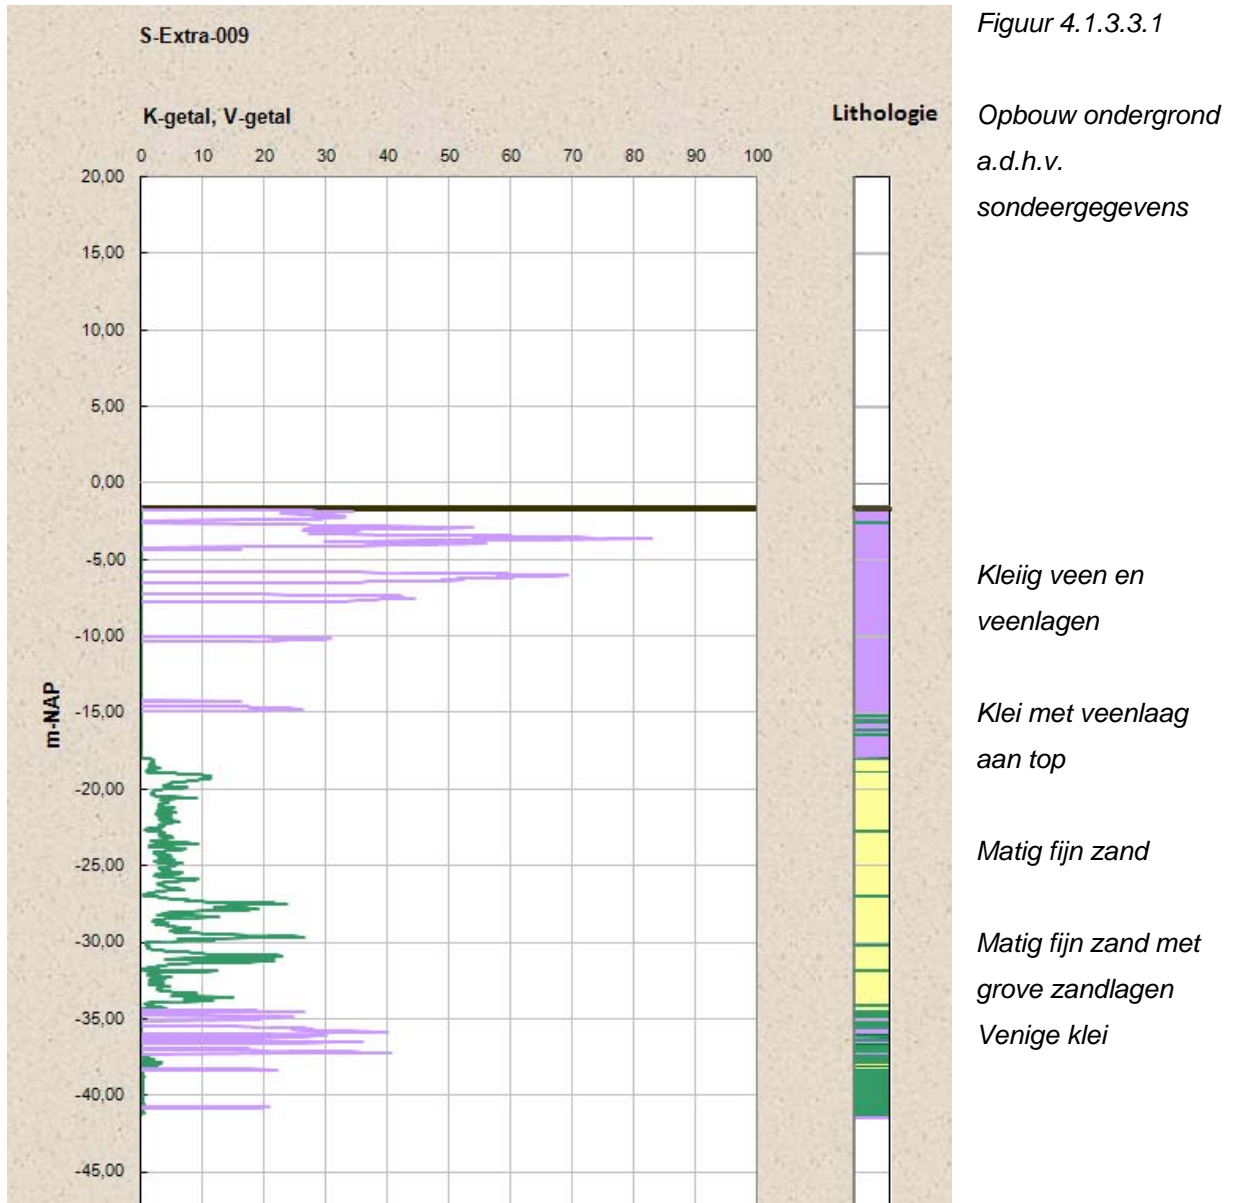 S-Extra-009
Figuur 4.1.3.3.1
K-getal, V-getal
Lithologie
Opbouw ondergrond
a.d.h.v.
sondeergegevens
0 10 20 30 40 50 60 70 80 90 100
20,00
15,00
10,00
5,00
0,00
-5,00
-10,00
-15,00
-20,00
-25,00
-30,00
-35,00
-40,00
-45,00
m-NAP
Kleiig veen en
veenlagen
Klei met veenlaag
aan top
Matig fijn zand
Matig fijn zand met
grove zandlagen
Venige klei